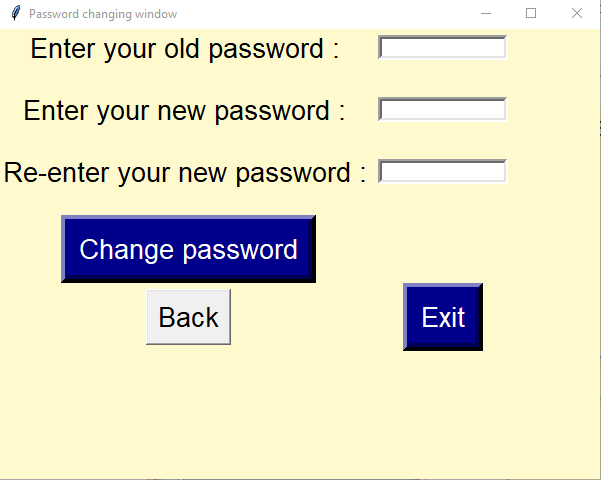 Password changing window
Enter your old password :
Enter your new password :
Re-enter your new password :
Change password
Back
Exit